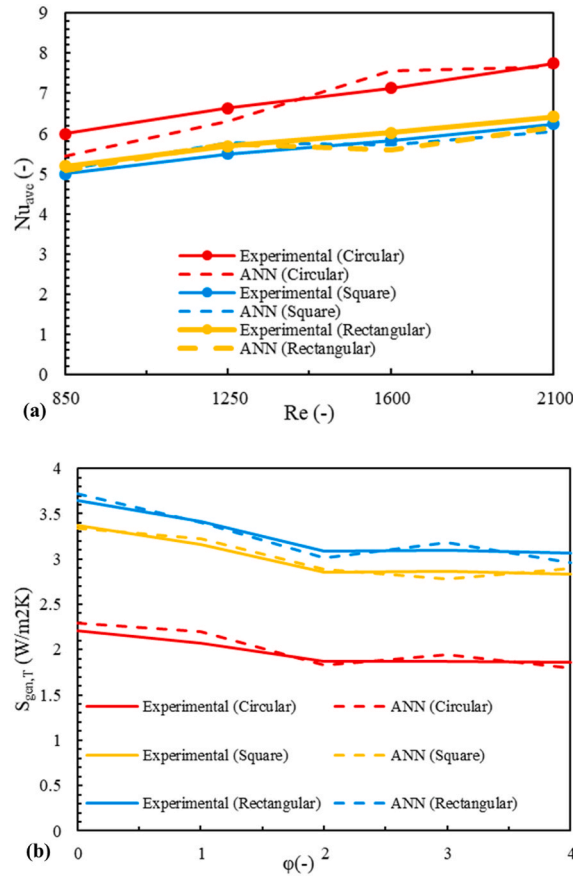 9
8
7
6
5
4
3
2
1
0
Nu_ave (-)
Experimental (Circular)
ANN (Circular)
Experimental (Square)
ANN (Square)
Experimental (Rectangular)
ANN (Rectangular)
850 1250 1600 2100
(a) Re (-)
4
3.5
3
2.5
2
1.5
1
0.5
0
S_gen,T (W/m2K)
Experimental (Circular) ANN (Circular)
Experimental (Square) ANN (Square)
Experimental (Rectangular) ANN (Rectangular)
0 1 2 3 4
(b) φ(-)